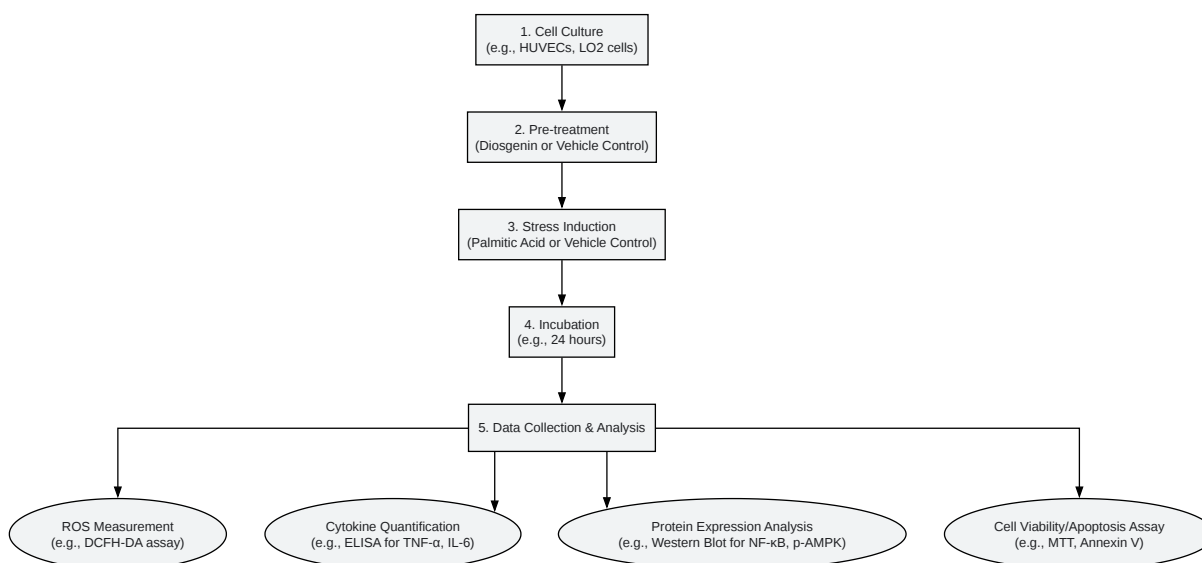 1. Cell Culture
(e.g., HUVECs, LO2 cells)
2. Pre-treatment
(Diosgenin or Vehicle Control)
3. Stress Induction
(Palmitic Acid or Vehicle Control)
4. Incubation
(e.g., 24 hours)
5. Data Collection & Analysis
ROS Measurement
(e.g., DCFH-DA assay)
Cytokine Quantification
(e.g., ELISA for TNF-α, IL-6)
Protein Expression Analysis
(e.g., Western Blot for NF-κB, p-AMPK)
Cell Viability/Apoptosis Assay
(e.g., MTT, Annexin V)